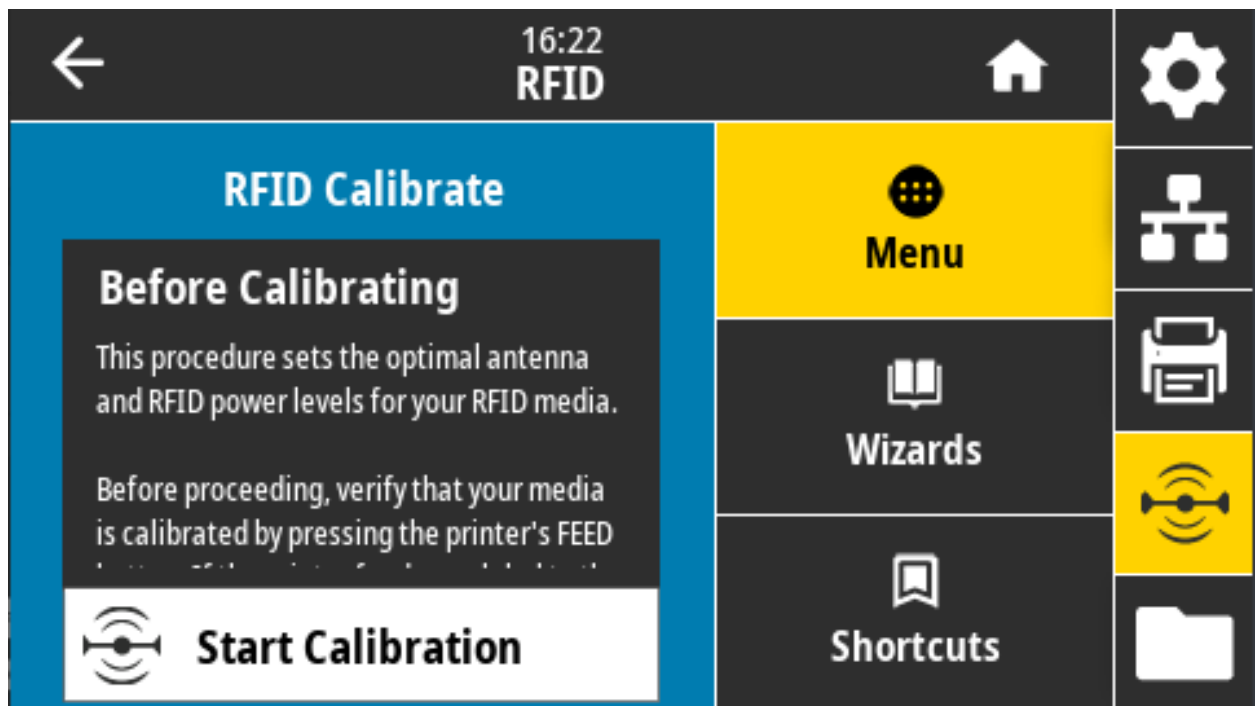 16:22
RFID
RFID Calibrate
Before Calibrating
This procedure sets the optimal antenna
and RFID power levels for your RFID media.
Before proceeding, verify that your media
is calibrated by pressing the printer's FEED
Start Calibration
Menu
Wizards
Shortcuts